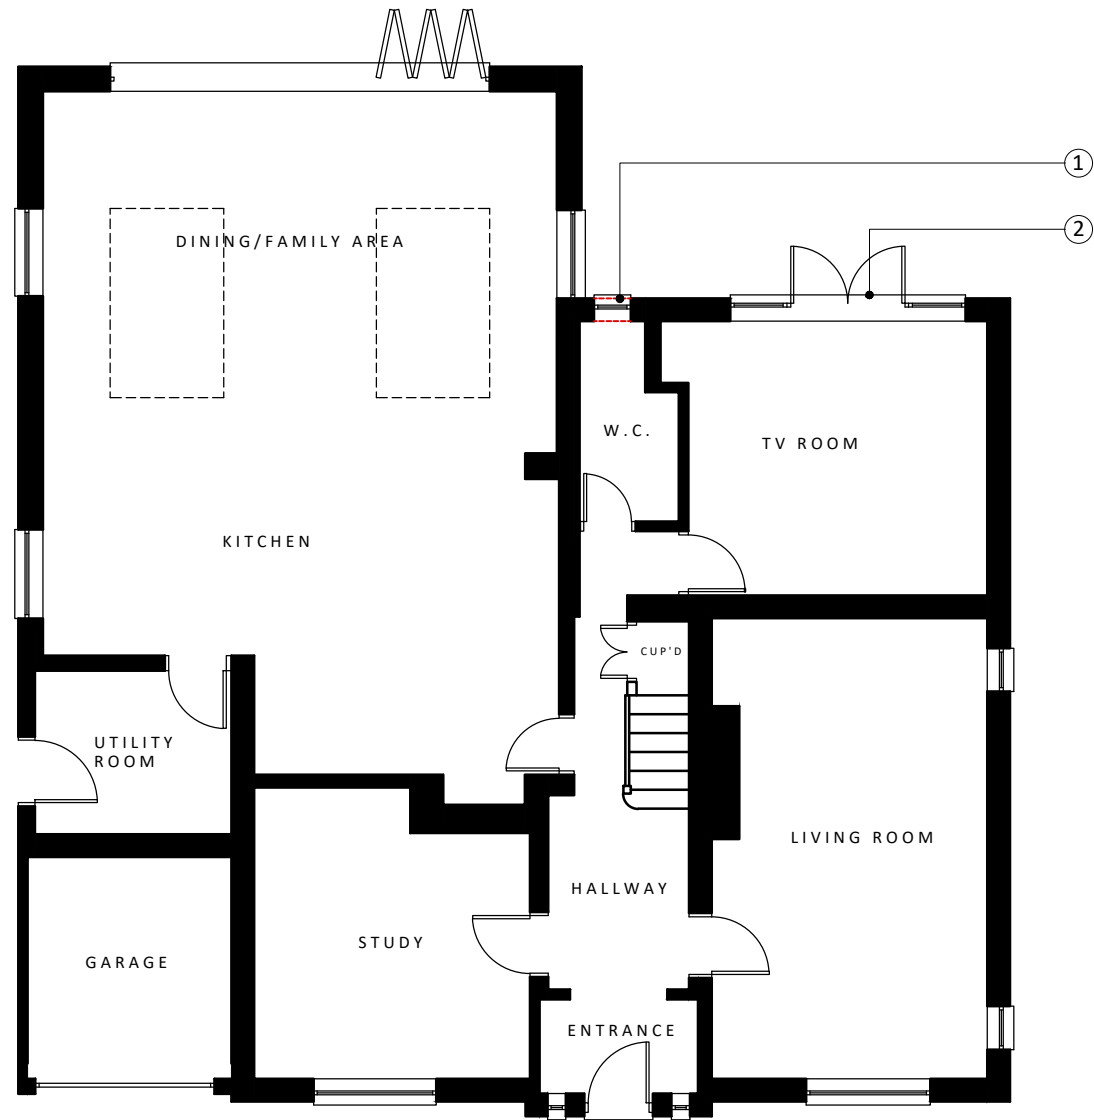 1
2
DINING/FAMILY AREA
W.C.
TV ROOM
KITCHEN
CUP'D
UTILITY
ROOM
LIVING ROOM
HALLWAY
STUDY
GARAGE
ENTRANCE